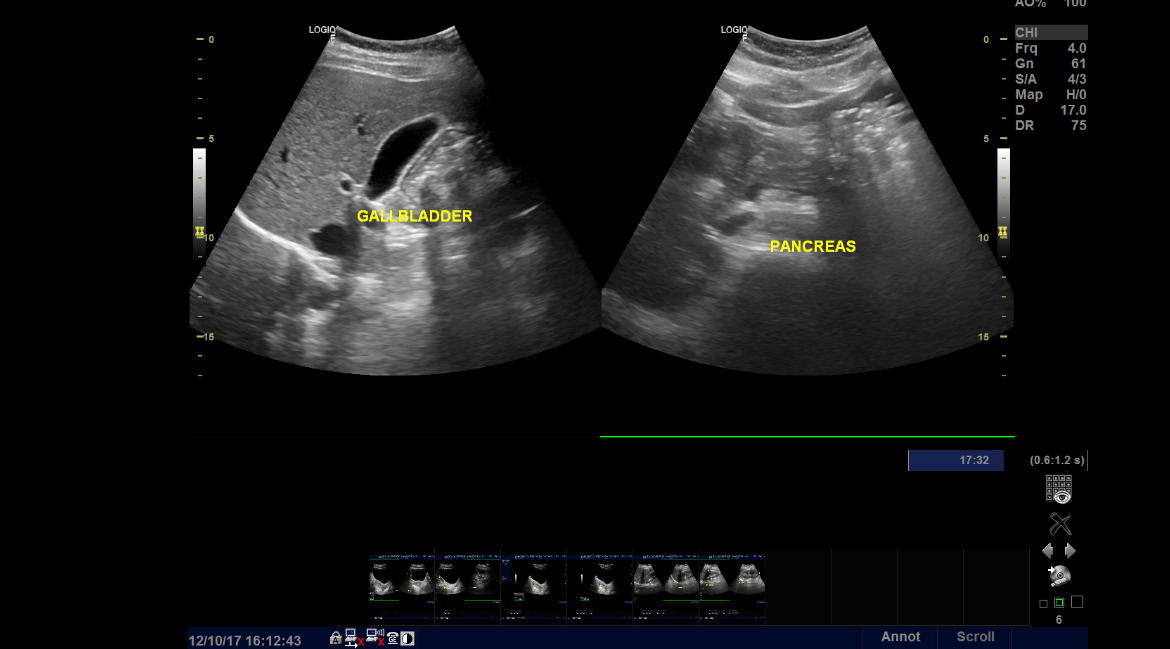 AO% 100
LOGIQ
F
LOGIQ
F
CHI
Frq 4.0
Gn 61
S/A 4/3
Map H/0
D 17.0
DR 75
0
5
10
15
0
5
10
15
GALLBLADDER
PANCREAS
17:32
(0.6:1.2 s)
6
12/10/17 16:12:43
Annot
Scroll